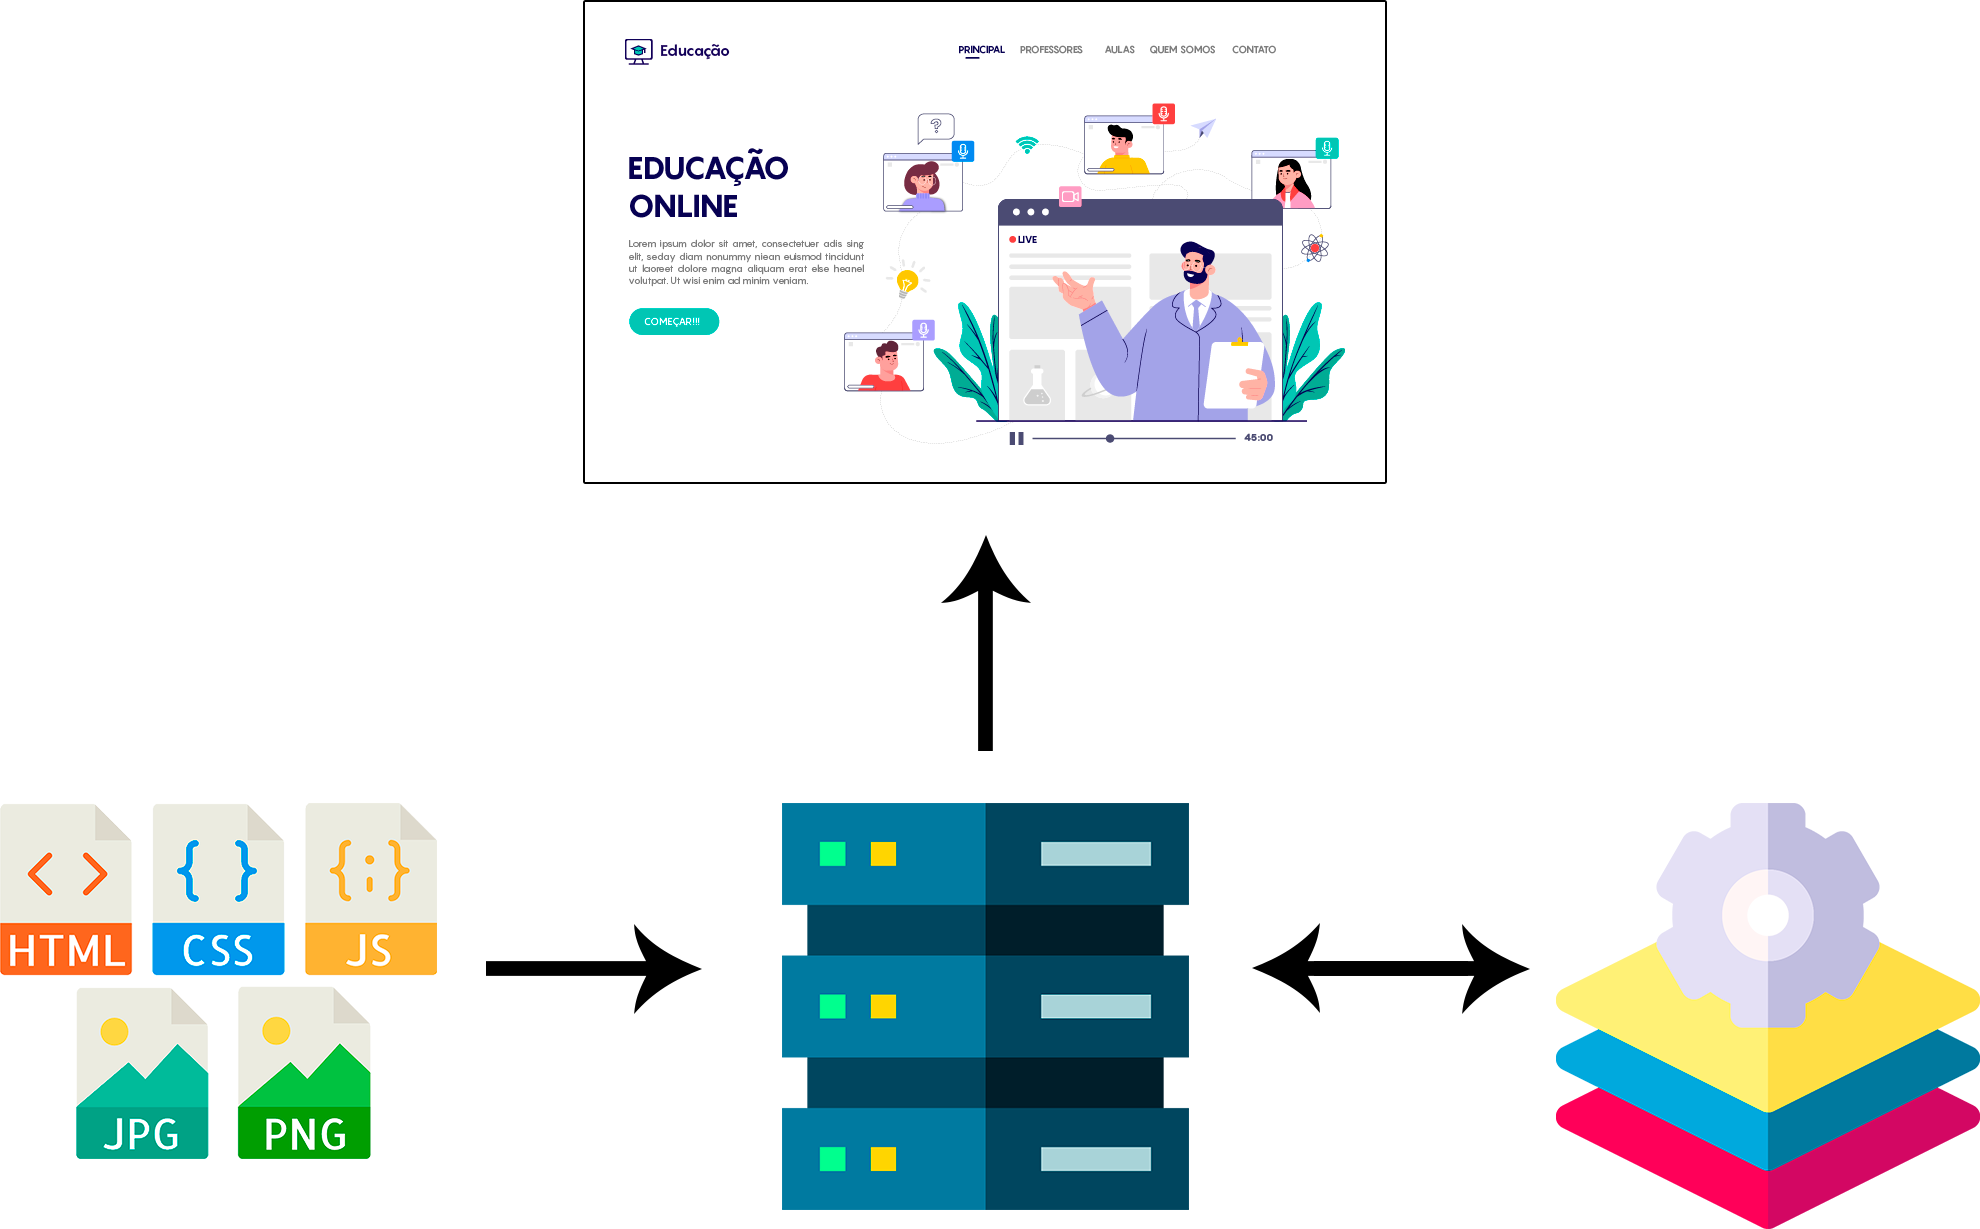 Educação
PRINCIPAL PROFESSORES AULAS QUEM SOMOS CONTATO
?
EDUCAÇÃO
ONLINE
LIVE
Lorem ipsum dolor sit amet, consectetuer adis sing
elit, seday diam nonummy niean euismod tincidunt
ut laoreet dolore magna aliquam erat else heanel
volutpat. Ut wisi enim ad minim veniam.
COMEÇAR!!!
45:00
< > { } {;}
HTML CSS JS
JPG PNG